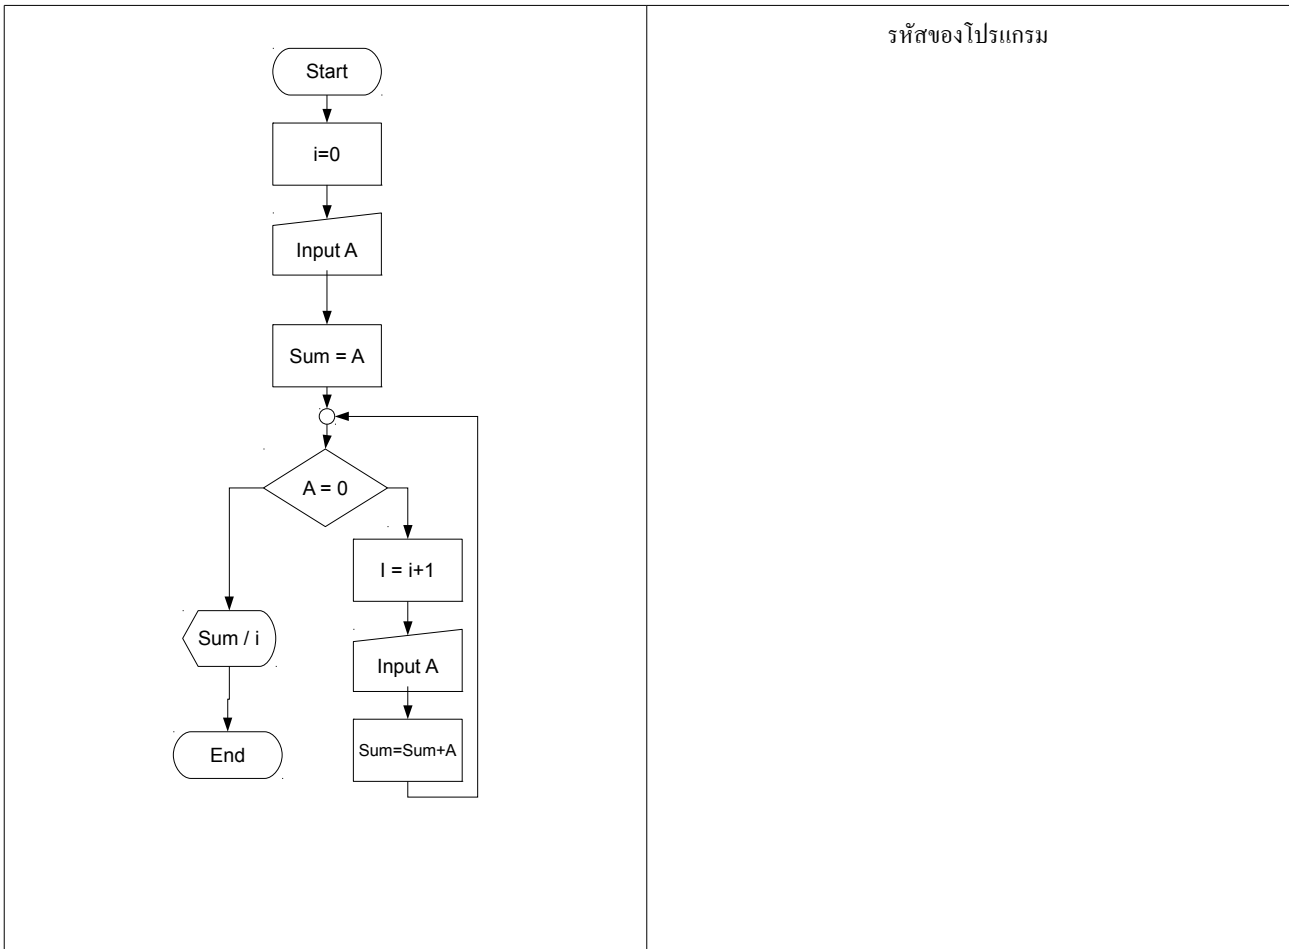 รหัสของโปรแกรม
Start
i=0
Input A
Sum = A
A = 0
I = i+1
Sum / i
Input A
Sum=Sum+A
End